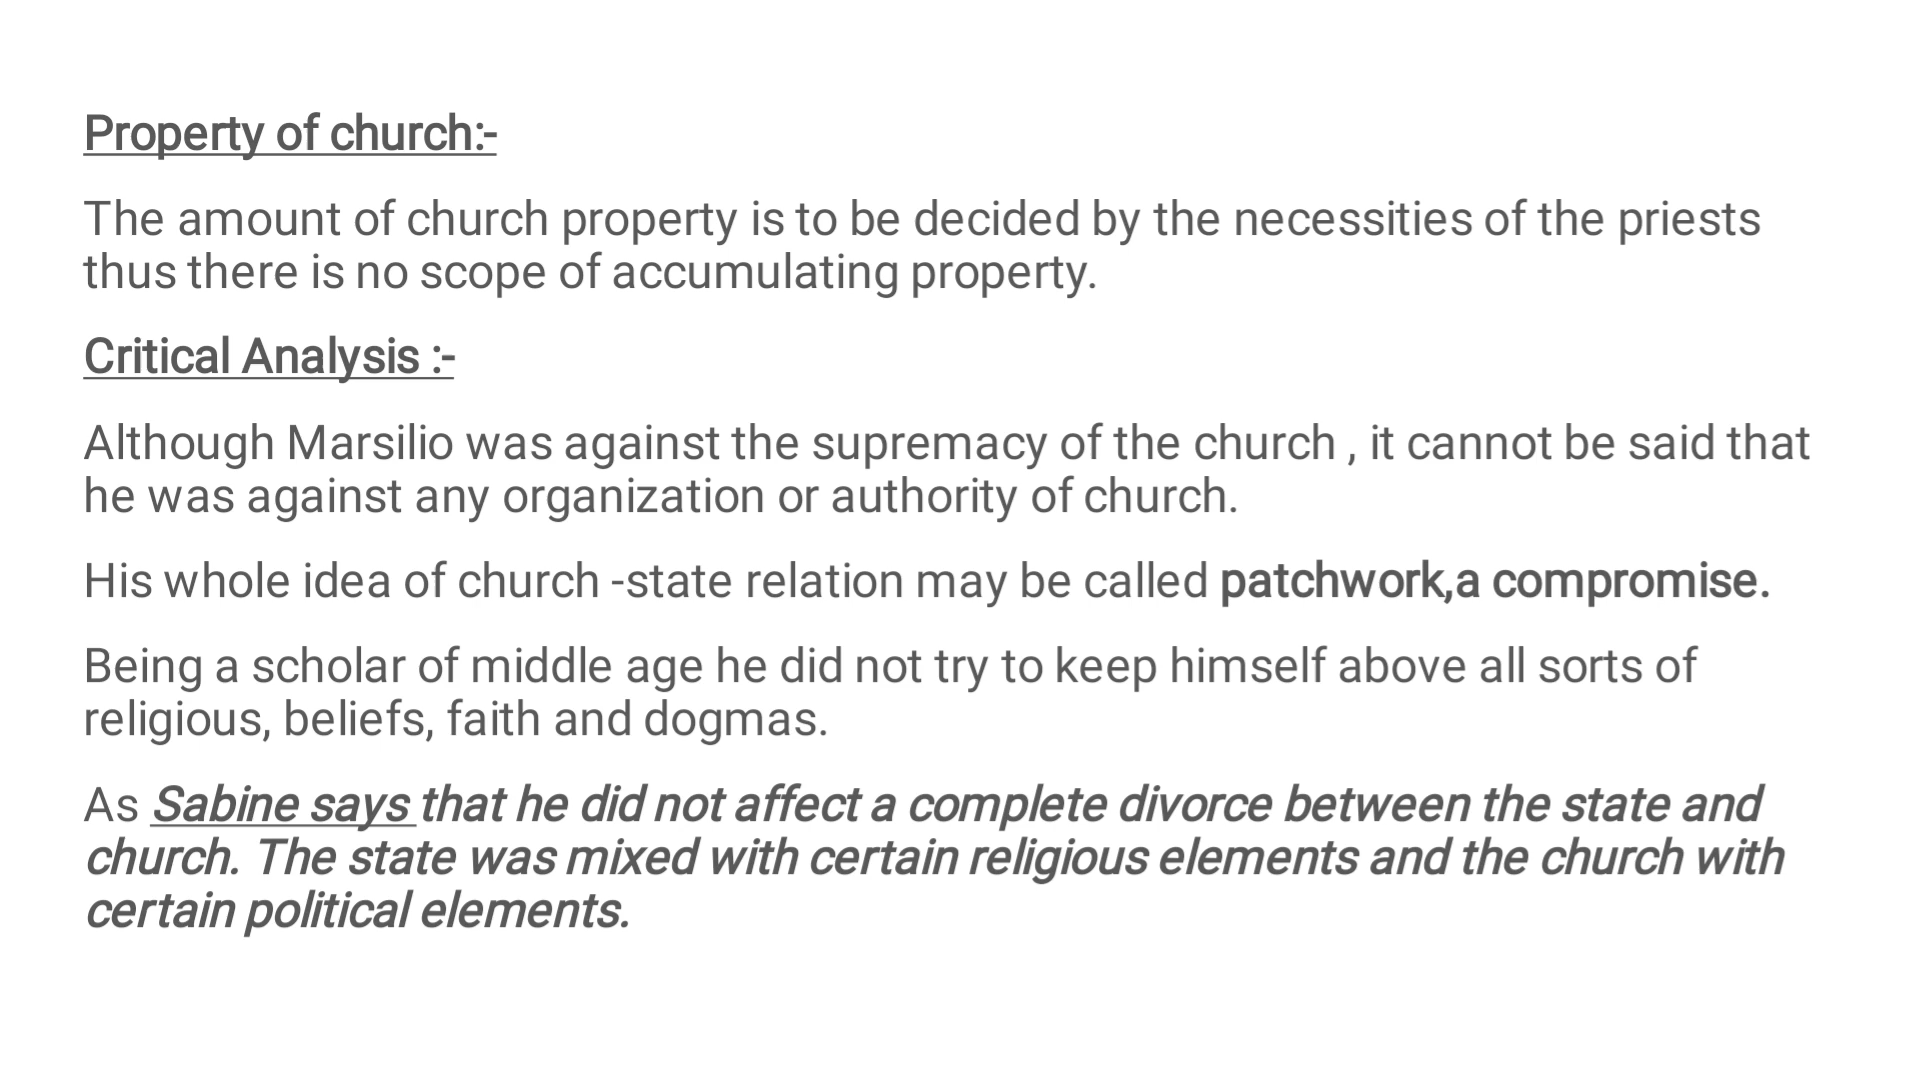 Property of church:-
The amount of church property is to be decided by the necessities of the priests
thus there is no scope of accumulating property.
Critical Analysis :-
Although Marsilio was against the supremacy of the church , it cannot be said that
he was against any organization or authority of church.
His whole idea of church -state relation may be called patchwork,a compromise.
Being a scholar of middle age he did not try to keep himself above all sorts of
religious, beliefs, faith and dogmas.
As Sabine says that he did not affect a complete divorce between the state and
church. The state was mixed with certain religious elements and the church with
certain political elements.